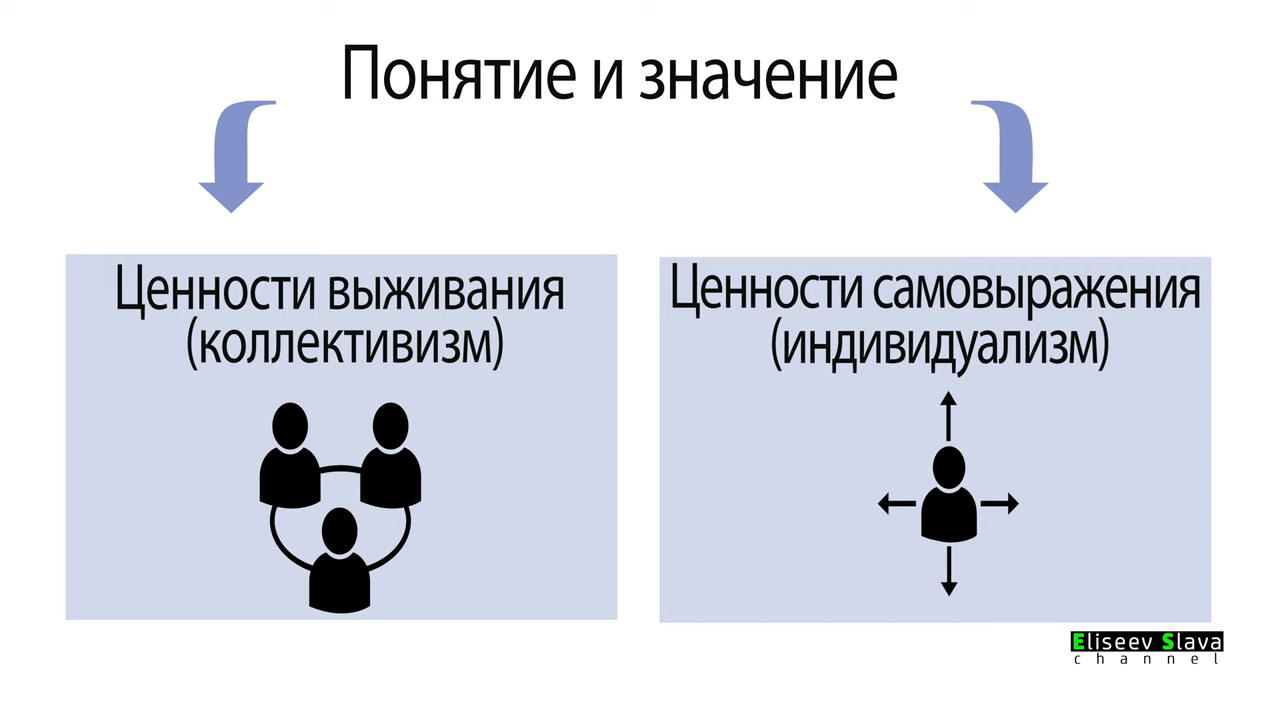 Понятие и значение
Ценности выживания
(коллективизм)
Ценности самовыражения
(индивидуализм)
Eliseev Slava
channel